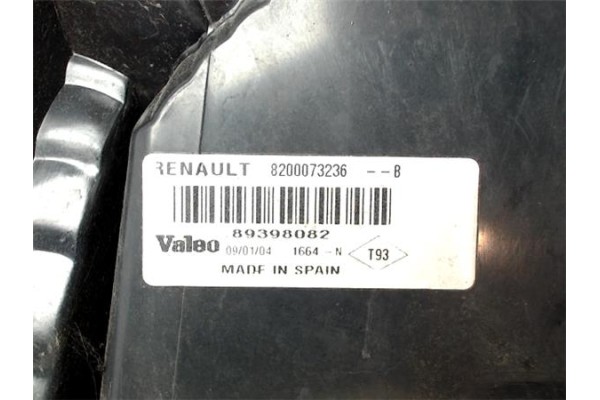 RENAULT 8200073236 --B
89398082
Valeo 09/01/04 1664-N T93
MADE IN SPAIN